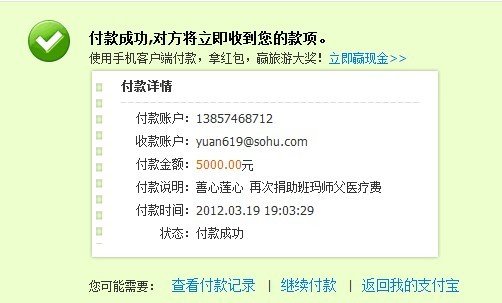 付款成功,对方将立即收到您的款项。
使用手机客户端付款，拿红包，赢旅游大奖！立即赢现金>>
付款详情
付款账户：13857468712
收款账户：yuan619@sohu.com
付款金额：5000.00元
付款说明：善心莲心 再次捐助班玛师父医疗费
付款时间：2012.03.19 19:03:29
状态：付款成功
您可能需要： 查看付款记录 | 继续付款 | 返回我的支付宝